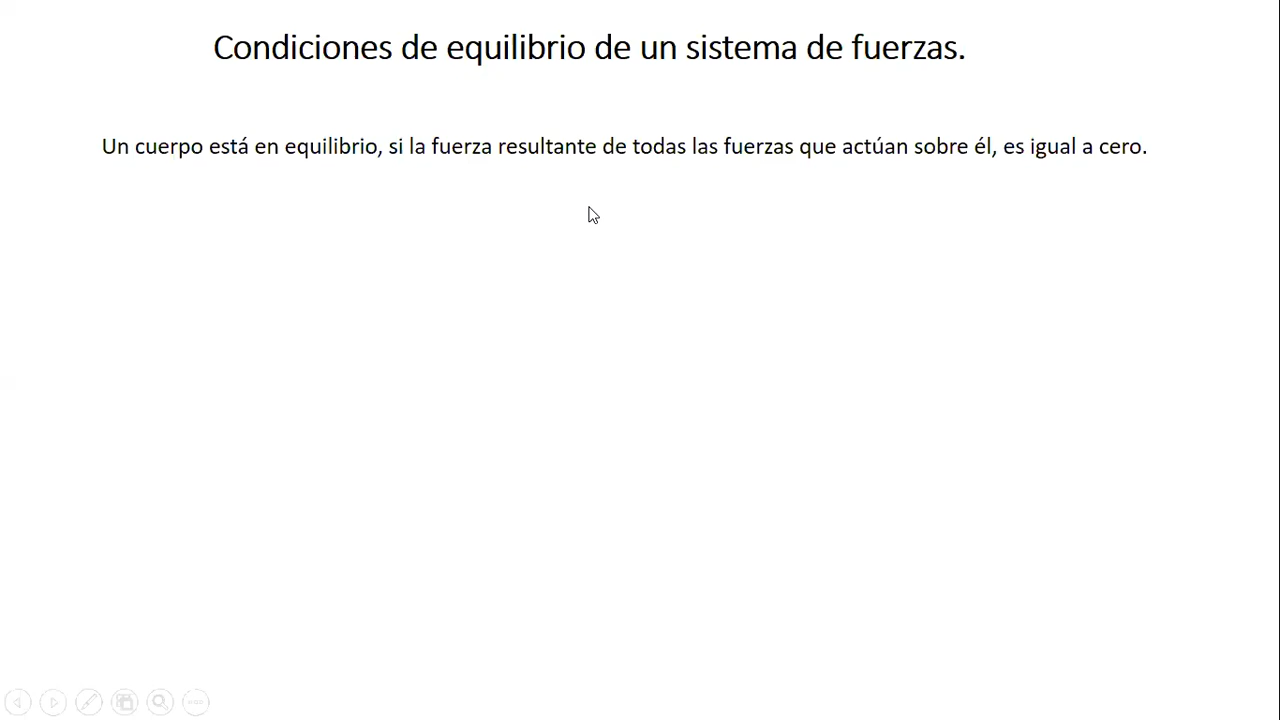 Condiciones de equilibrio de un sistema de fuerzas.
Un cuerpo está en equilibrio, si la fuerza resultante de todas las fuerzas que actúan sobre él, es igual a cero.